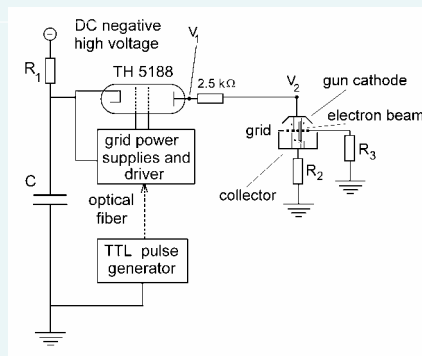 DC negative
high voltage
V1
R1
TH 5188
2.5 kΩ
V2
gun cathode
electron beam
grid
grid power
supplies and
driver
R2
R3
C
collector
optical
fiber
TTL pulse
generator